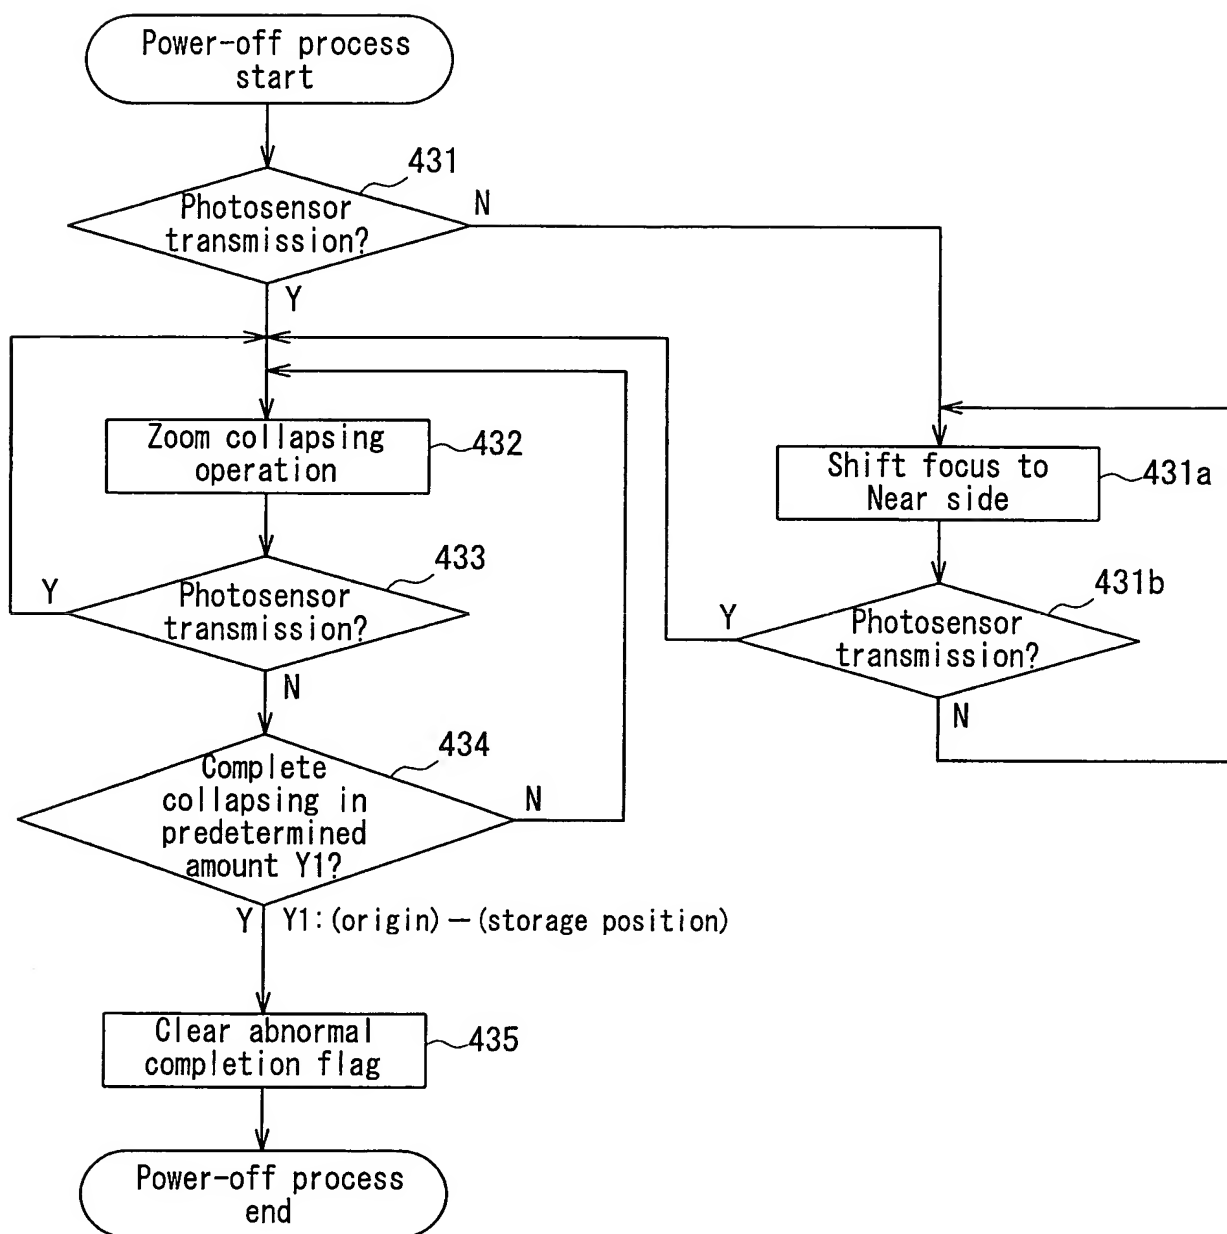 Power-off process
start
431
Photosensor
transmission?
N
Y
Zoom collapsing
operation
432
Shift focus to
Near side
431a
433
Y
Photosensor
transmission?
N
431b
Y
Photosensor
transmission?
N
434
Complete
collapsing in
predetermined
amount Y1?
N
Y
Y1:(origin)—(storage position)
Clear abnormal
completion flag
435
Power-off process
end